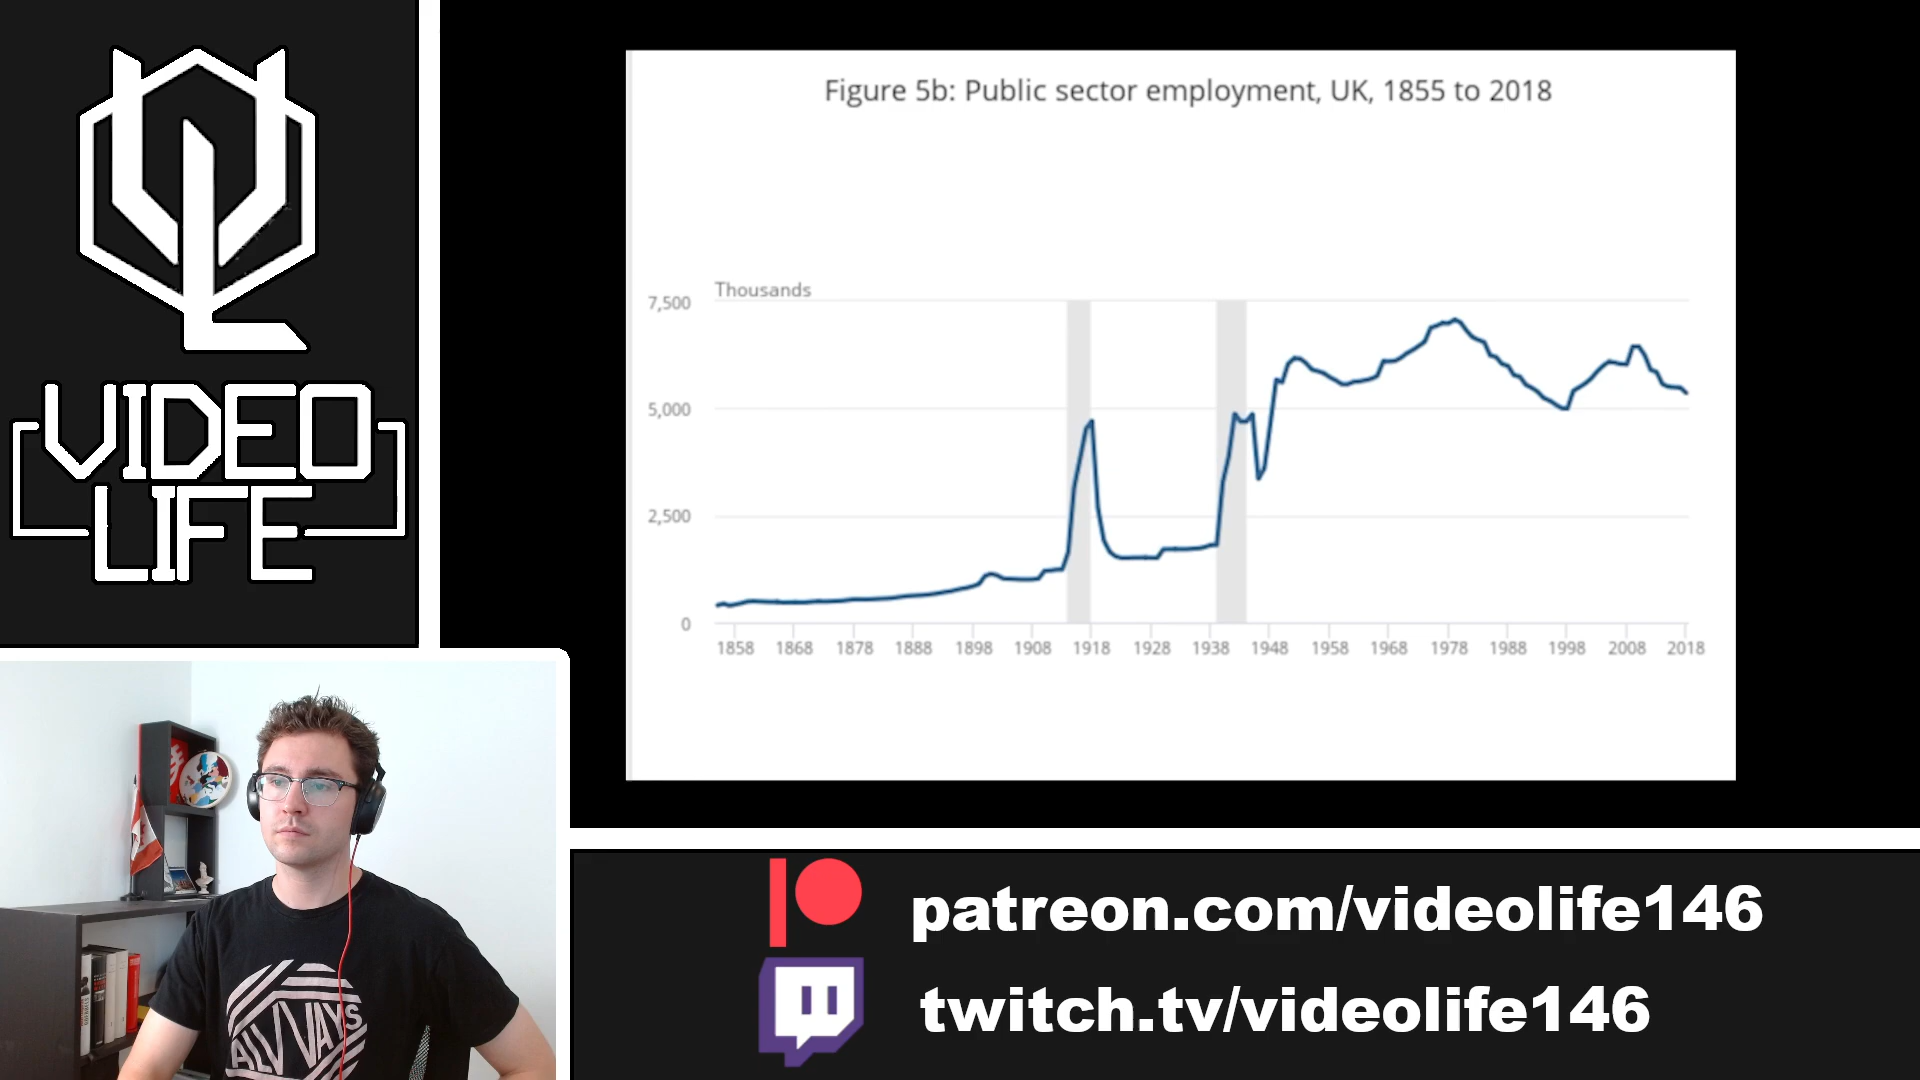 VIDEO
LIFE
Figure 5b: Public sector employment, UK, 1855 to 2018
Thousands
7,500
5,000
2,500
0
1858 1868 1878 1888 1898 1908 1918 1928 1938 1948 1958 1968 1978 1988 1998 2008 2018
ALVVAYS
patreon.com/videolife146
twitch.tv/videolife146